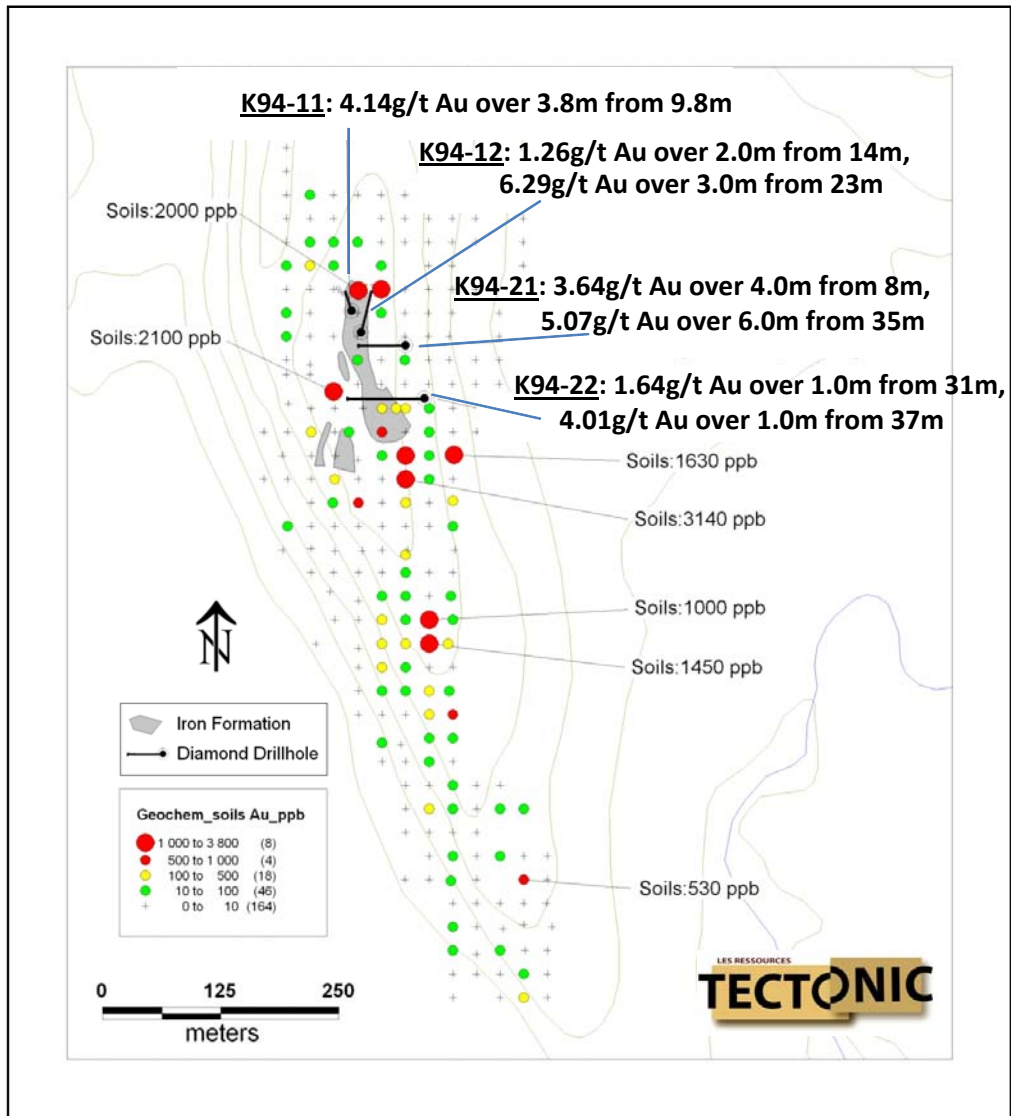 K94-11: 4.14g/t Au over 3.8m from 9.8m
K94-12: 1.26g/t Au over 2.0m from 14m,
6.29g/t Au over 3.0m from 23m
Soils:2000 ppb
K94-21: 3.64g/t Au over 4.0m from 8m,
5.07g/t Au over 6.0m from 35m
Soils:2100 ppb
K94-22: 1.64g/t Au over 1.0m from 31m,
4.01g/t Au over 1.0m from 37m
Soils:1630 ppb
Soils:3140 ppb
Soils:1000 ppb
N
Soils:1450 ppb
Iron Formation
Diamond Drillhole
Geochem_soils Au_ppb
1 000 to 3 800 (8)
500 to 1 000 (4)
100 to 500 (18)
10 to 100 (46)
0 to 10 (164)
Soils:530 ppb
LES RESSOURCES
TECTONIC
0 125 250
meters